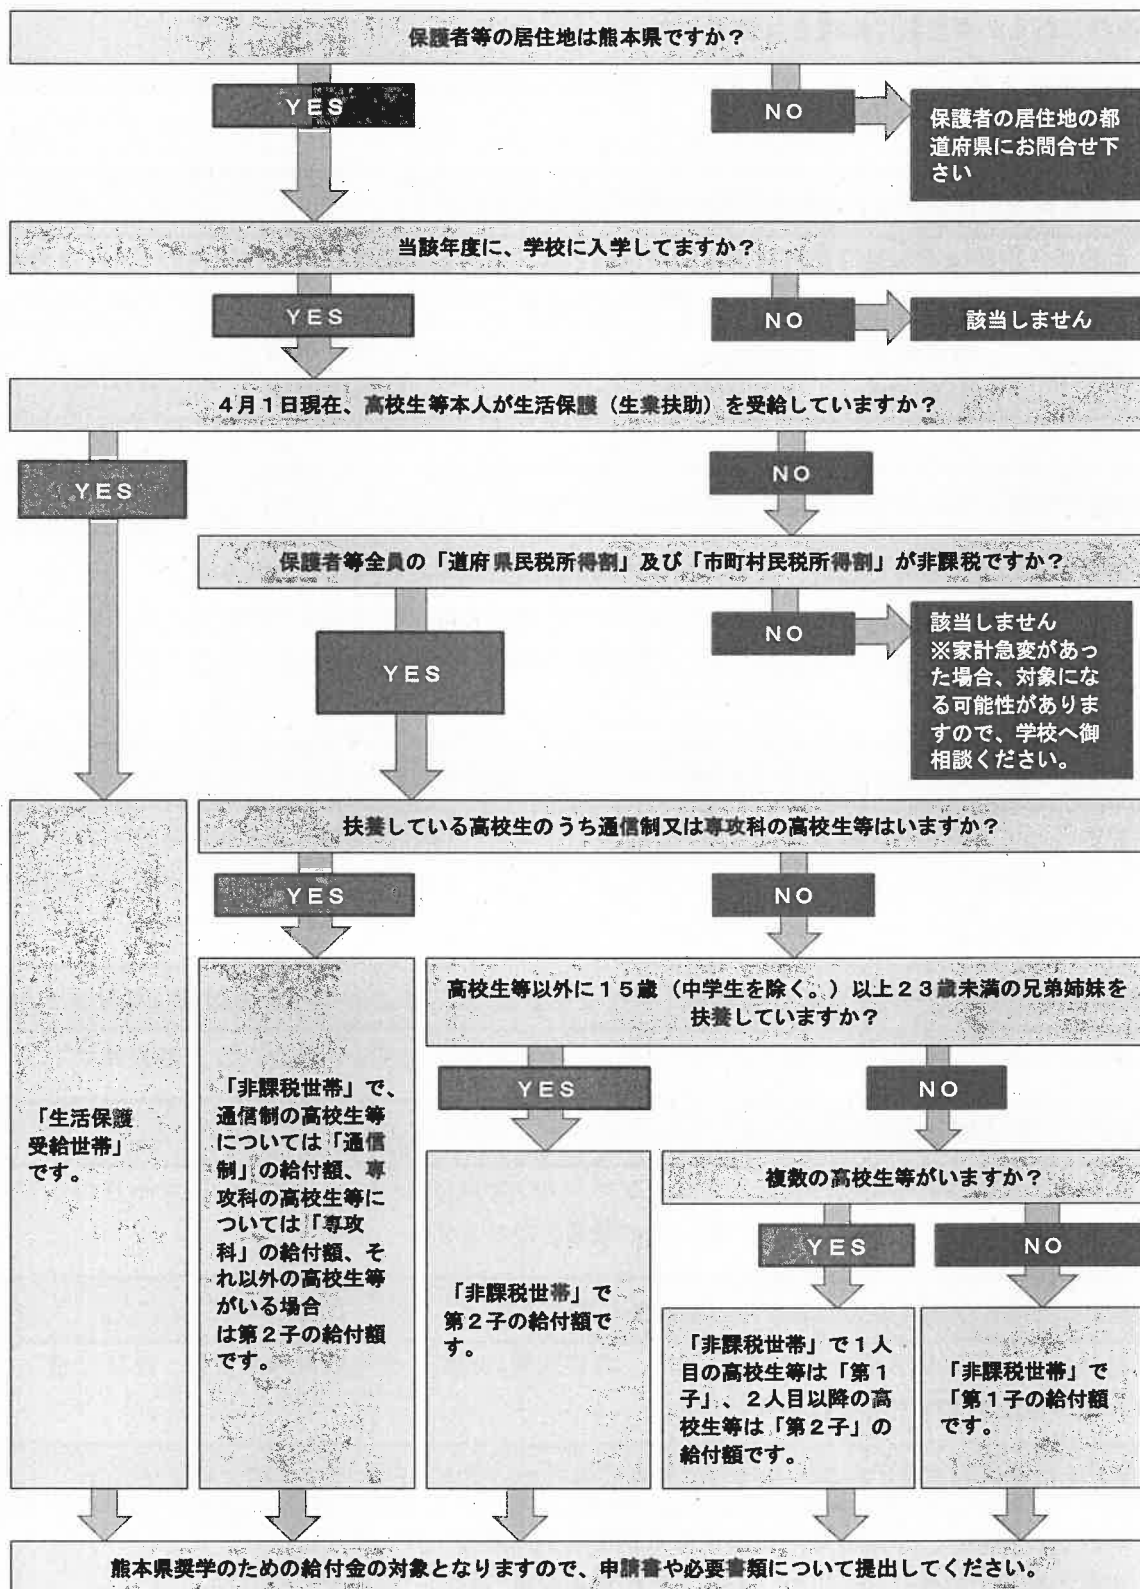 保護者等の居住地は熊本県ですか？
YES
NO
保護者の居住地の都
道府県にお問合せ下
さい
当該年度に、学校に入学してますか？
YES
NO
該当しません
４月１日現在、高校生等本人が生活保護（生業扶助）を受給していますか？
YES
NO
保護者等全員の「道府県民税所得割」及び「市町村民税所得割」が非課税ですか？
YES
NO
該当しません
※家計急変があっ
た場合、対象にな
る可能性がありま
すので、学校へ御
相談ください。
扶養している高校生のうち通信制又は専攻科の高校生等はいますか？
YES
NO
高校生等以外に１５歳（中学生を除く。）以上２３歳未満の兄弟姉妹を
扶養していますか？
YES
NO
「生活保護
受給世帯」
です。
「非課税世帯」で、
通信制の高校生等
については「通信
制」の給付額、専
攻科の高校生等に
ついては「専攻
科」の給付額、そ
れ以外の高校生等
がいる場合
は第２子の給付額
です。
複数の高校生等がいますか？
YES
NO
「非課税世帯」で
第２子の給付額で
す。
「非課税世帯」で１人
目の高校生等は「第１
子」、２人目以降の高
校生等は「第２子」の
給付額です。
「非課税世帯」で
「第１子の給付額
です。
熊本県奨学のための給付金の対象となりますので、申請書や必要書類について提出してください。